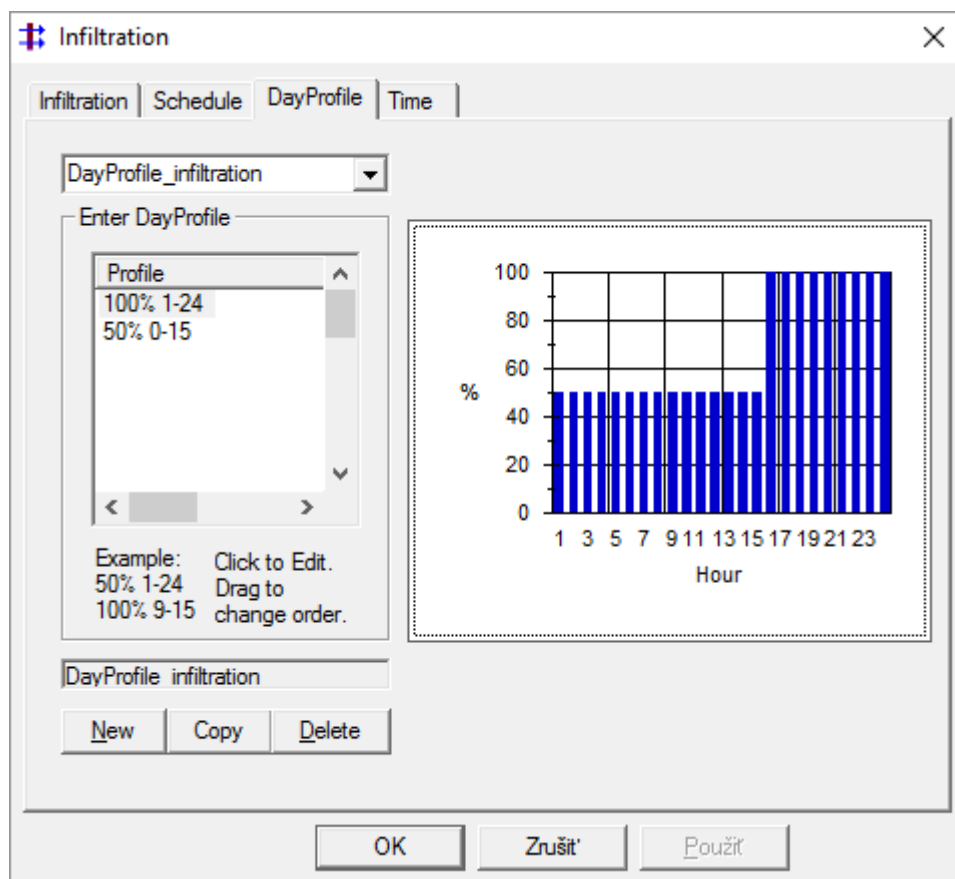 Infiltration
Infiltration Schedule DayProfile Time
DayProfile_infiltration
Enter DayProfile
Profile
100% 1-24
50% 0-15
Example:
50% 1-24
100% 9-15
Click to Edit.
Drag to
change order.
DayProfile_infiltration
New Copy Delete
100
80
60
40
20
0
%
1 3 5 7 9 11 13 15 17 19 21 23
Hour
OK Zrušiť Použiť